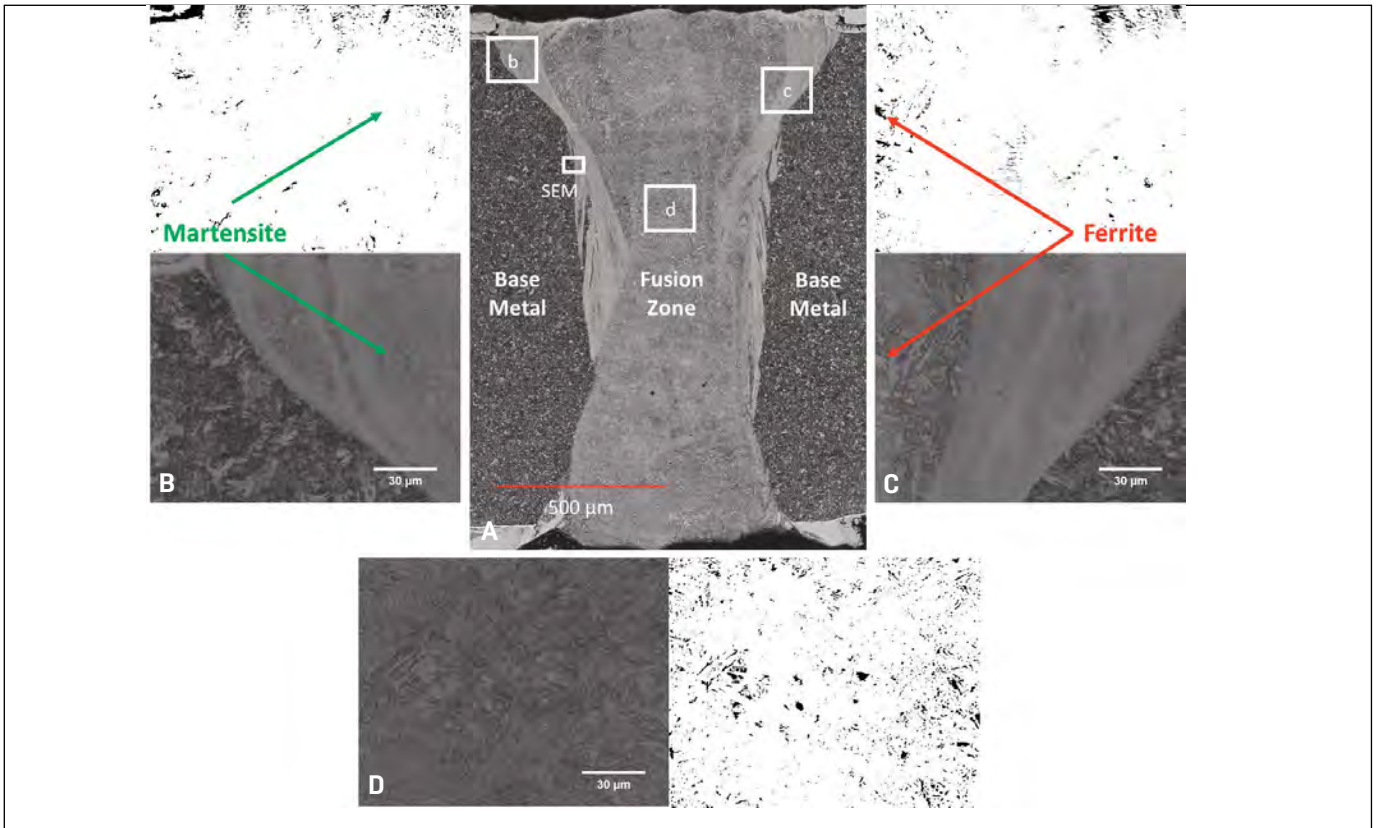 b
c
SEM
d
Martensite
Ferrite
Base
Metal
Fusion
Zone
Base
Metal
B
30 µm
500 µm
A
C
30 µm
D
30 µm